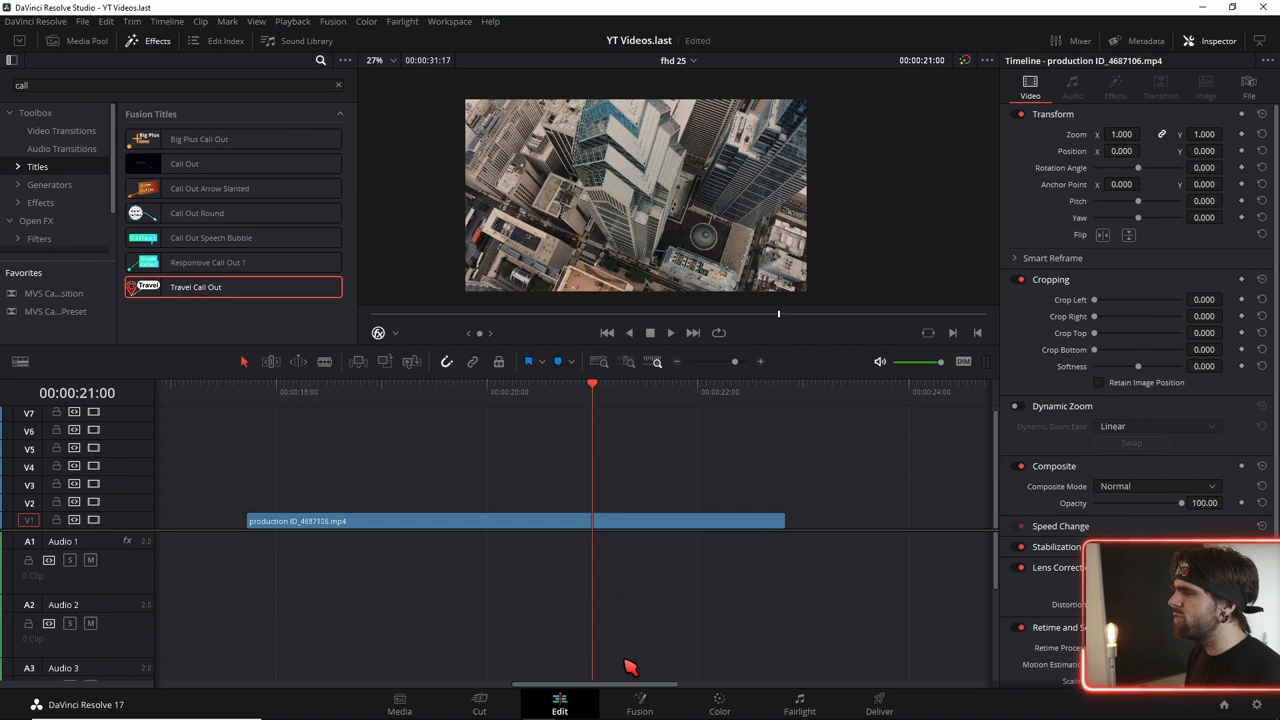 DaVinci Resolve Studio - YT Videos.last
DaVinci Resolve File Edit Trim Timeline Clip Mark View Playback Fusion Color Fairlight Workspace Help
Media Pool Effects Edit Index Sound Library YT Videos.last Edited Mixer Metadata Inspector
27% 00:00:31:17 fhd 25 00:00:21:00 Timeline - production ID_4687106.mp4
call
Video Audio Effects Transition Image File
Toolbox
Video Transitions
Audio Transitions
Titles
Generators
Effects
Open FX
Filters
Favorites
MVS Ca...sition
MVS Ca...Preset
Fusion Titles
Big Plus Call Out
Call Out
Call Out Arrow Slanted
Call Out Round
Call Out Speech Bubble
Responsive Call Out 1
Travel Travel Call Out
Transform
Zoom X 1.000 Y 1.000
Position X 0.000 Y 0.000
Rotation Angle 0.000
Anchor Point X 0.000 Y 0.000
Pitch 0.000
Yaw 0.000
Flip
Smart Reframe
Cropping
Crop Left 0.000
Crop Right 0.000
Crop Top 0.000
Crop Bottom 0.000
Softness 0.000
Retain Image Position
Dynamic Zoom
Dynamic Zoom Ease Linear
Swap
Composite
Composite Mode Normal
Opacity 100.00
Speed Change
Stabilization
Lens Correc
Distortio
Retime and S
Retime Proce
Motion Estimatio
Scali
DIM
00:00:21:00
00:00:20:00 00:00:22:00 00:00:24:00
V7
V6
V5
V4
V3
V2
V1 production ID_4687106.mp4
A1 Audio 1 fx 2.0
S M
0 Clip
A2 Audio 2 2.0
S M
0 Clip
A3 Audio 3 2.0
DaVinci Resolve 17
Media Cut Edit Fusion Color Fairlight Deliver